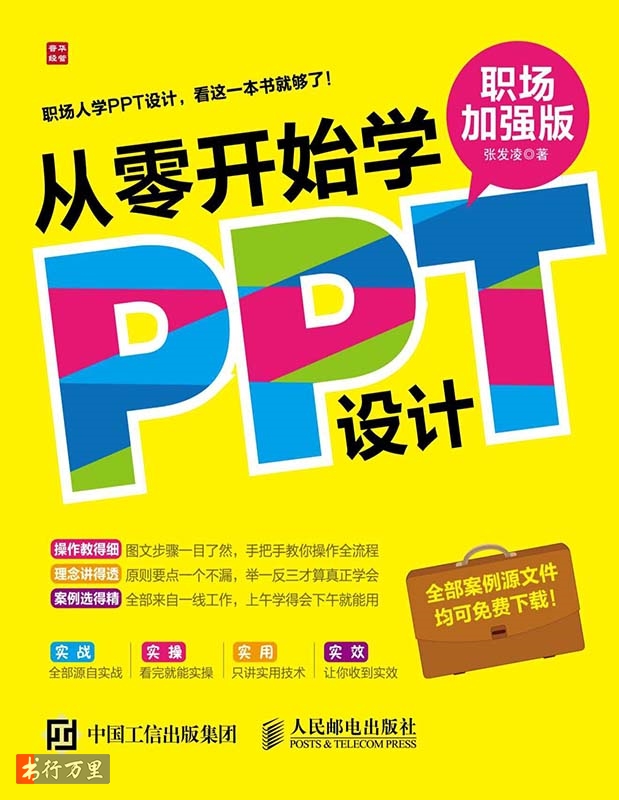 普华
经管
职场人学PPT设计，看这一本书就够了！
职场
加强版
张发凌◎著
从零开始学
PPT
设计
操作教得细 图文步骤一目了然，手把手教你操作全流程
理念讲得透 原则要点一个不漏，举一反三才算真正学会
案例选得精 全部来自一线工作，上午学得会下午就能用
全部案例源文件
均可免费下载！
实战 实操 实用 实效
全部源自实战 看完就能实操 只讲实用技术 让你收到实效
中国工信出版集团 人民邮电出版社
POSTS & TELECOM PRESS
书行万里